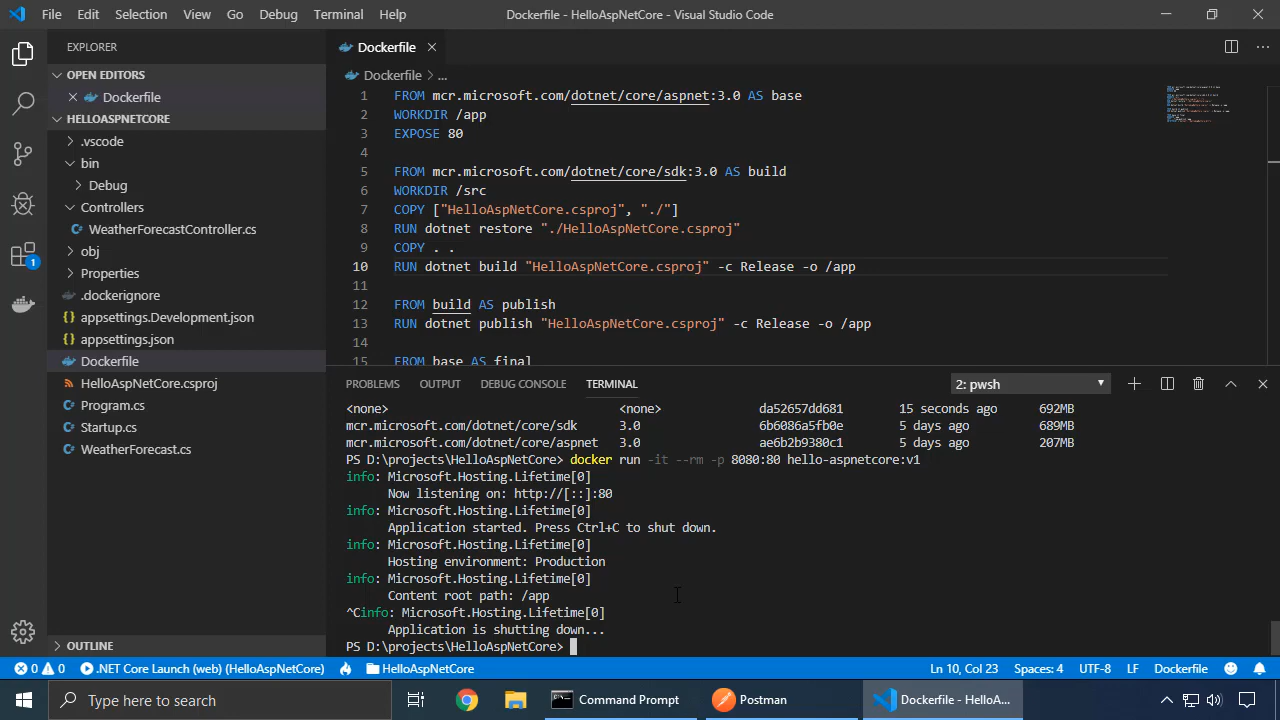 File Edit Selection View Go Debug Terminal Help Dockerfile - HelloAspNetCore - Visual Studio Code
EXPLORER
OPEN EDITORS
Dockerfile
HELLOASPNETCORE
.vscode
bin
Debug
Controllers
WeatherForecastController.cs
obj
Properties
.dockerignore
appsettings.Development.json
appsettings.json
Dockerfile
HelloAspNetCore.csproj
Program.cs
Startup.cs
WeatherForecast.cs
OUTLINE
1
Dockerfile
Dockerfile > ...
1 FROM mcr.microsoft.com/dotnet/core/aspnet:3.0 AS base
2 WORKDIR /app
3 EXPOSE 80
4
5 FROM mcr.microsoft.com/dotnet/core/sdk:3.0 AS build
6 WORKDIR /src
7 COPY ["HelloAspNetCore.csproj", "./"]
8 RUN dotnet restore "./HelloAspNetCore.csproj"
9 COPY . .
10 RUN dotnet build "HelloAspNetCore.csproj" -c Release -o /app
11
12 FROM build AS publish
13 RUN dotnet publish "HelloAspNetCore.csproj" -c Release -o /app
14
15 FROM base AS final
PROBLEMS OUTPUT DEBUG CONSOLE TERMINAL 2: pwsh
<none> <none> da52657dd681 15 seconds ago 692MB
mcr.microsoft.com/dotnet/core/sdk 3.0 6b6086a5fb0e 5 days ago 689MB
mcr.microsoft.com/dotnet/core/aspnet 3.0 ae6b2b9380c1 5 days ago 207MB
PS D:\projects\HelloAspNetCore> docker run -it --rm -p 8080:80 hello-aspnetcore:v1
info: Microsoft.Hosting.Lifetime[0]
Now listening on: http://[::]:80
info: Microsoft.Hosting.Lifetime[0]
Application started. Press Ctrl+C to shut down.
info: Microsoft.Hosting.Lifetime[0]
Hosting environment: Production
info: Microsoft.Hosting.Lifetime[0]
Content root path: /app
^Cinfo: Microsoft.Hosting.Lifetime[0]
Application is shutting down...
PS D:\projects\HelloAspNetCore>
0 0 .NET Core Launch (web) (HelloAspNetCore) HelloAspNetCore Ln 10, Col 23 Spaces: 4 UTF-8 LF Dockerfile
Type here to search Command Prompt Postman Dockerfile - HelloA...